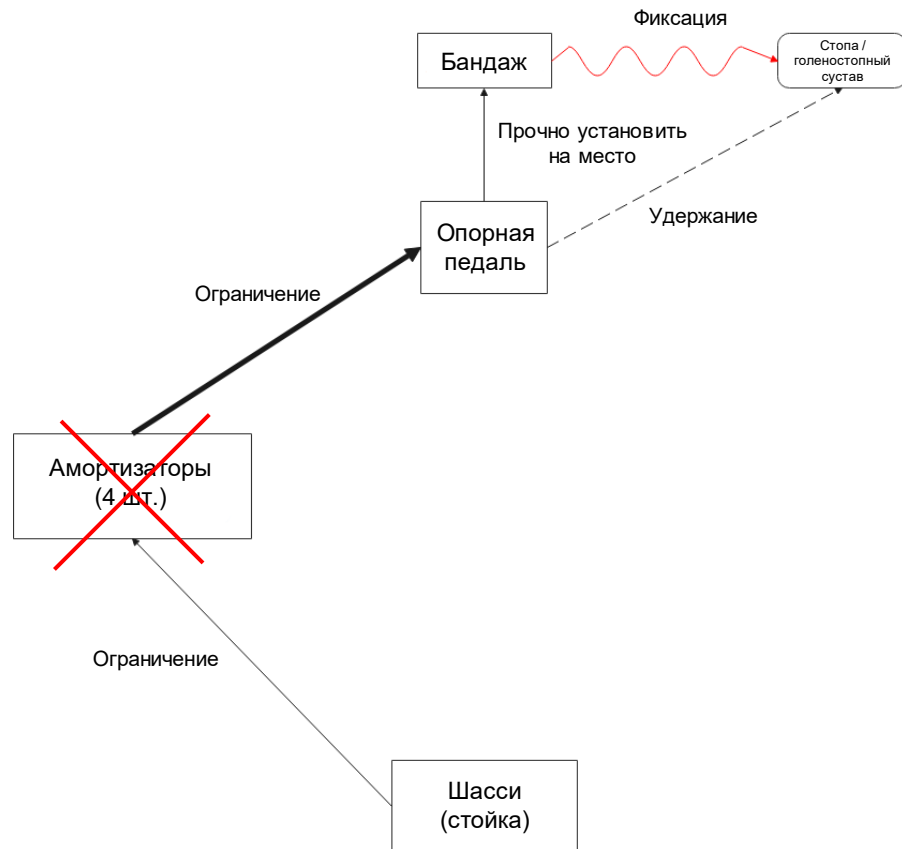 Фиксация
Бандаж
Стопа /
голеностопный
сустав
Прочно установить
на место
Удержание
Опорная
педаль
Ограничение
Амортизаторы
(4 шт.)
Ограничение
Шасси
(стойка)